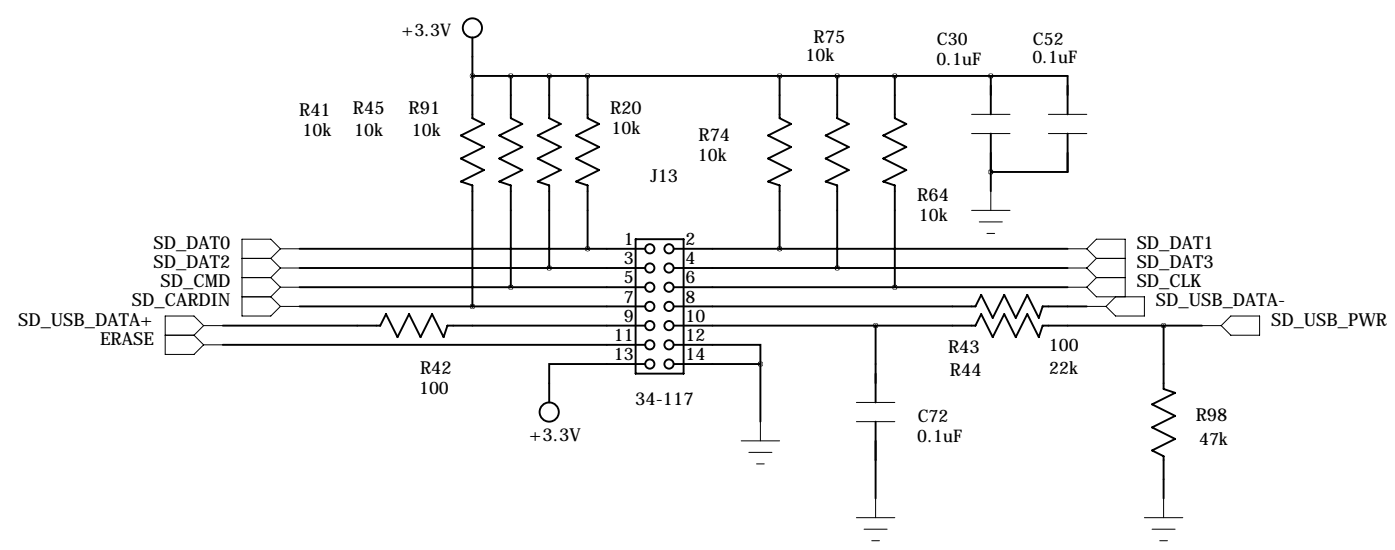 +3.3V
R75
10k
C30
0.1uF
C52
0.1uF
R41
10k
R45
10k
R91
10k
R20
10k
R74
10k
J13
R64
10k
SD_DAT0
1
2
SD_DAT1
SD_DAT2
3
4
SD_DAT3
SD_CMD
5
6
SD_CLK
SD_CARDIN
7
8
SD_USB_DATA-
SD_USB_DATA+
9
10
SD_USB_PWR
ERASE
11
12
R43
100
13
14
R44
22k
R42
100
34-117
+3.3V
C72
0.1uF
R98
47k